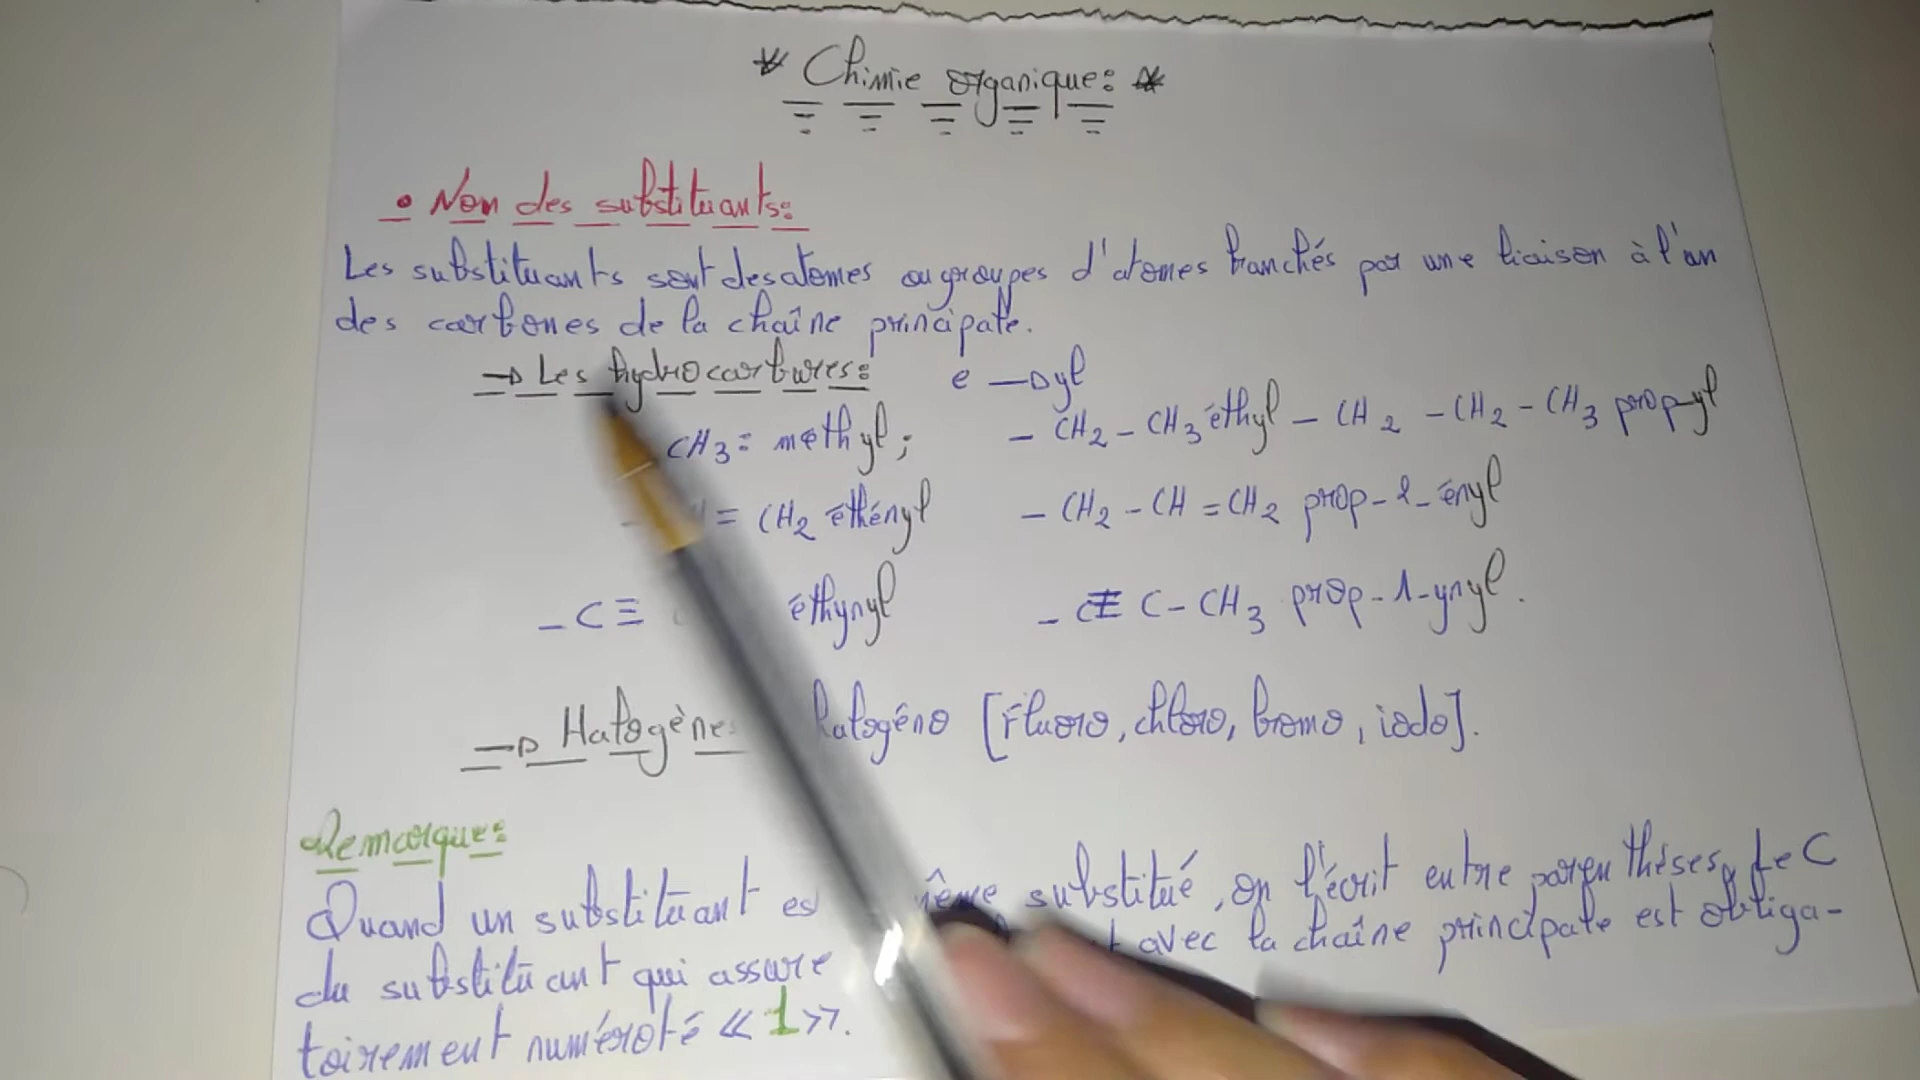 * Chimie organique: *
• Nom des substituants:
Les substituants sont des atomes ou groupes d'atomes branchés par une liaison à l'un
des carbones de la chaîne principale.
→ Les hydrocarbures: e → yl
CH3 = méthyl; - CH2 - CH3 éthyl - CH2 - CH2 - CH3 propyl
= CH2 éthényl - CH2 - CH = CH2 prop-2-ényl
- C ≡ éthynyl - C ≡ C - CH3 prop-1-ynyl.
→ Halogènes halogéno [fluoro, chloro, bromo, iodo].
Remarque:
Quand un substituant es même substitué, on l'écrit entre parenthèses, Le C
du substituant qui assure avec la chaîne principale est obliga-
toirement numéroté « 1 ».